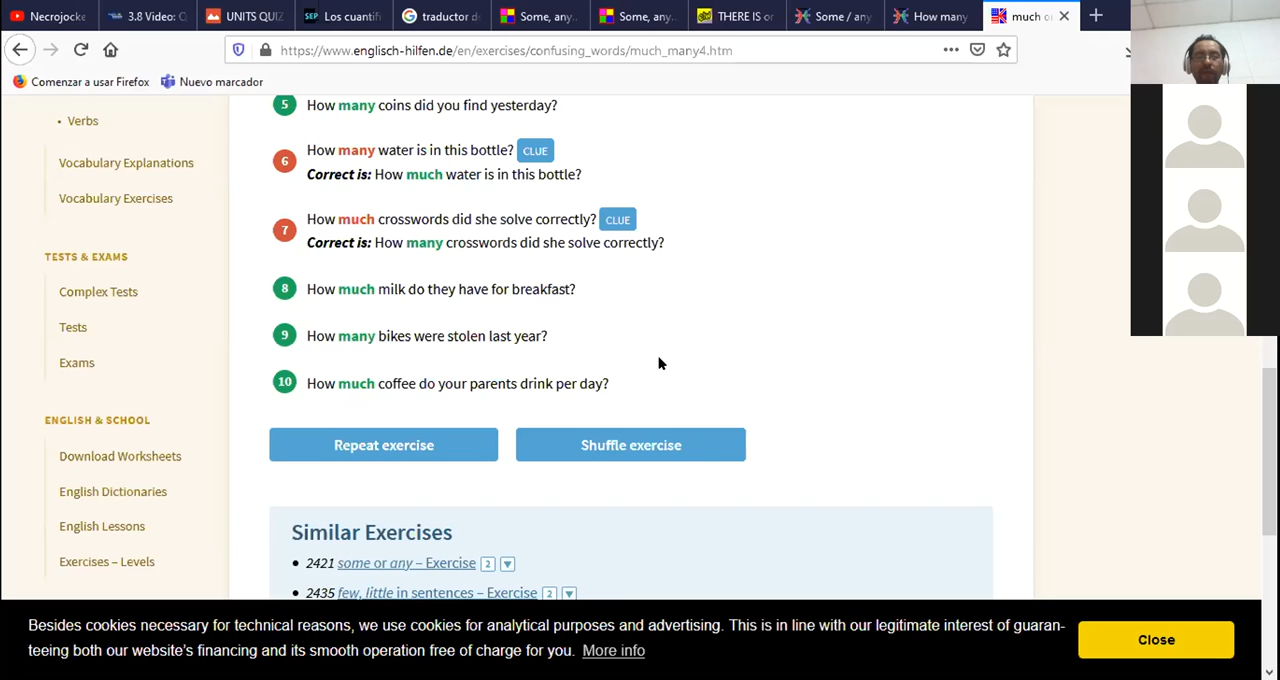 Necrojocke
3.8 Video: C
UNITS QUIZ
SEP Los cuantifi
traductor de
Some, any..
Some, any..
THERE IS or
Some / any
How many
much or
https://www.englisch-hilfen.de/en/exercises/confusing_words/much_many4.htm
Comenzar a usar Firefox Nuevo marcador
• Verbs
Vocabulary Explanations
Vocabulary Exercises
TESTS & EXAMS
Complex Tests
Tests
Exams
ENGLISH & SCHOOL
Download Worksheets
English Dictionaries
English Lessons
Exercises – Levels
5 How many coins did you find yesterday?
6 How many water is in this bottle? CLUE
Correct is: How much water is in this bottle?
7 How much crosswords did she solve correctly? CLUE
Correct is: How many crosswords did she solve correctly?
8 How much milk do they have for breakfast?
9 How many bikes were stolen last year?
10 How much coffee do your parents drink per day?
Repeat exercise Shuffle exercise
Similar Exercises
• 2421 some or any – Exercise 2
• 2435 few, little in sentences – Exercise 2
Besides cookies necessary for technical reasons, we use cookies for analytical purposes and advertising. This is in line with our legitimate interest of guaran-
teeing both our website's financing and its smooth operation free of charge for you. More info
Close